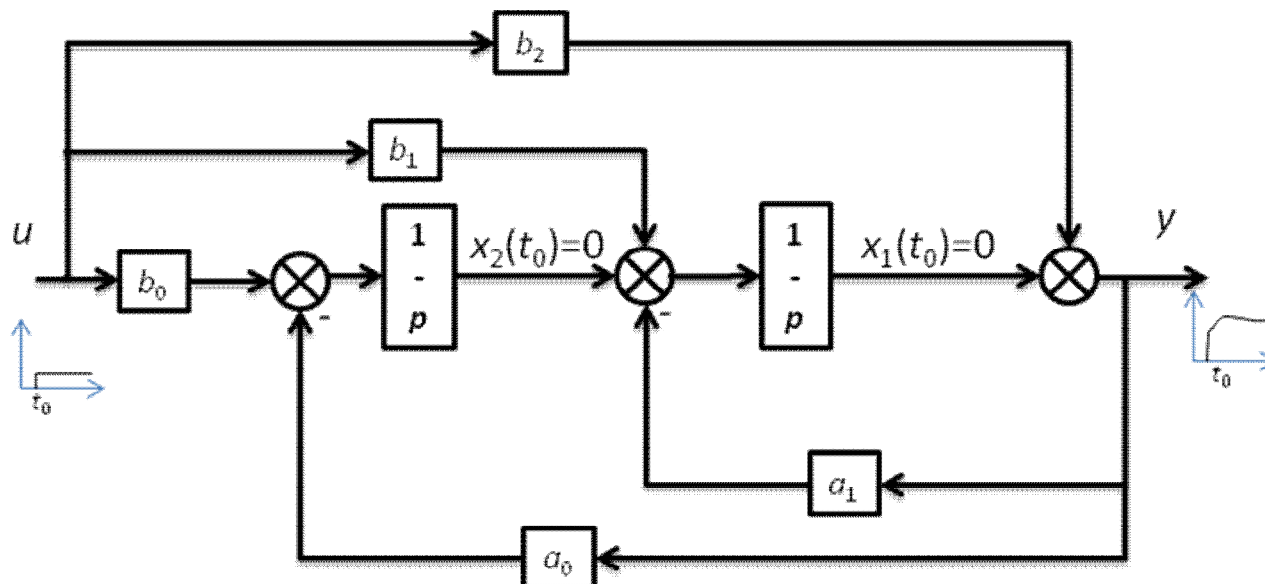 b₂
b₁
u
1
-
p
x₂(t₀)=0
1
-
p
x₁(t₀)=0
y
b₀
-
-
t₀
t₀
a₁
a₀